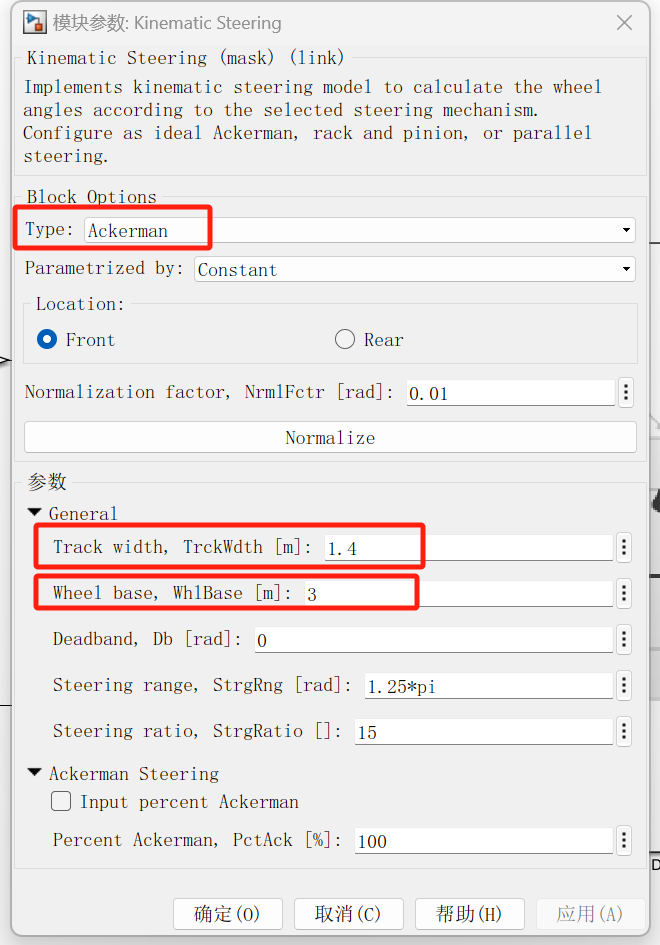 模块参数: Kinematic Steering
Kinematic Steering (mask) (link)
Implements kinematic steering model to calculate the wheel
angles according to the selected steering mechanism.
Configure as ideal Ackerman, rack and pinion, or parallel
steering.
Block Options
Type: Ackerman
Parametrized by: Constant
Location:
Front Rear
Normalization factor, NrmlFctr [rad]: 0.01
Normalize
参数
General
Track width, TrckWdth [m]: 1.4
Wheel base, WhlBase [m]: 3
Deadband, Db [rad]: 0
Steering range, StrgRng [rad]: 1.25*pi
Steering ratio, StrgRatio []: 15
Ackerman Steering
Input percent Ackerman
Percent Ackerman, PctAck [%]: 100
D
确定(O) 取消(C) 帮助(H) 应用(A)